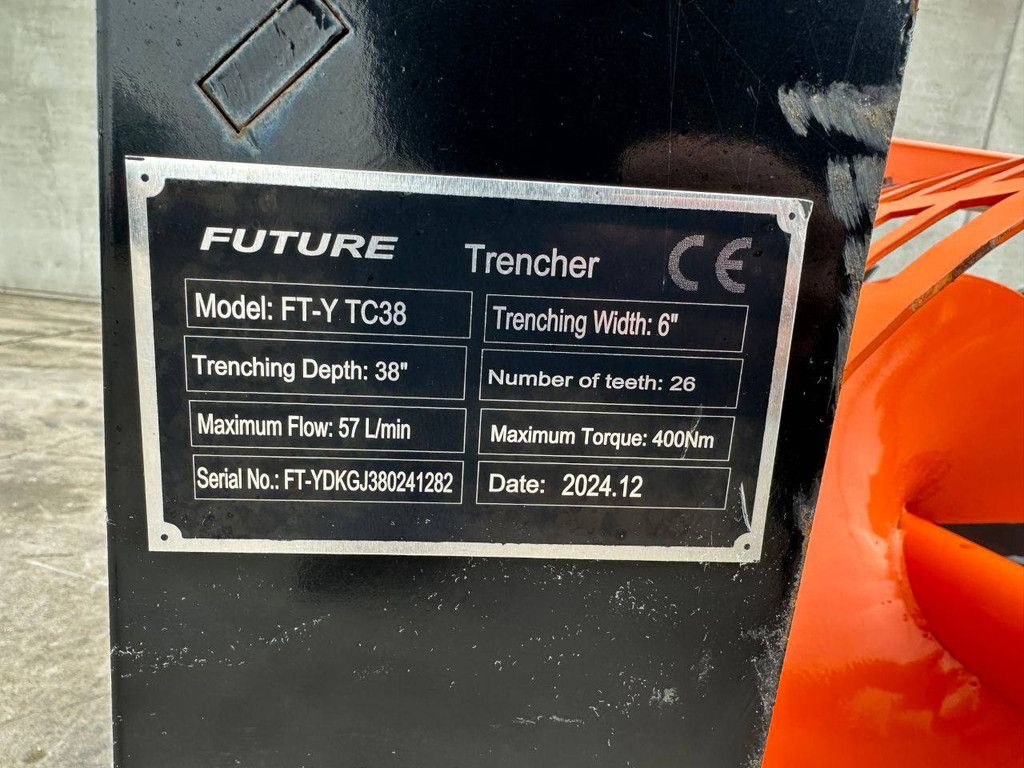 FUTURE Trencher CE
Model: FT-Y TC38
Trenching Width: 6"
Trenching Depth: 38"
Number of teeth: 26
Maximum Flow: 57 L/min
Maximum Torque: 400Nm
Serial No.: FT-YDKGJ380241282
Date: 2024.12